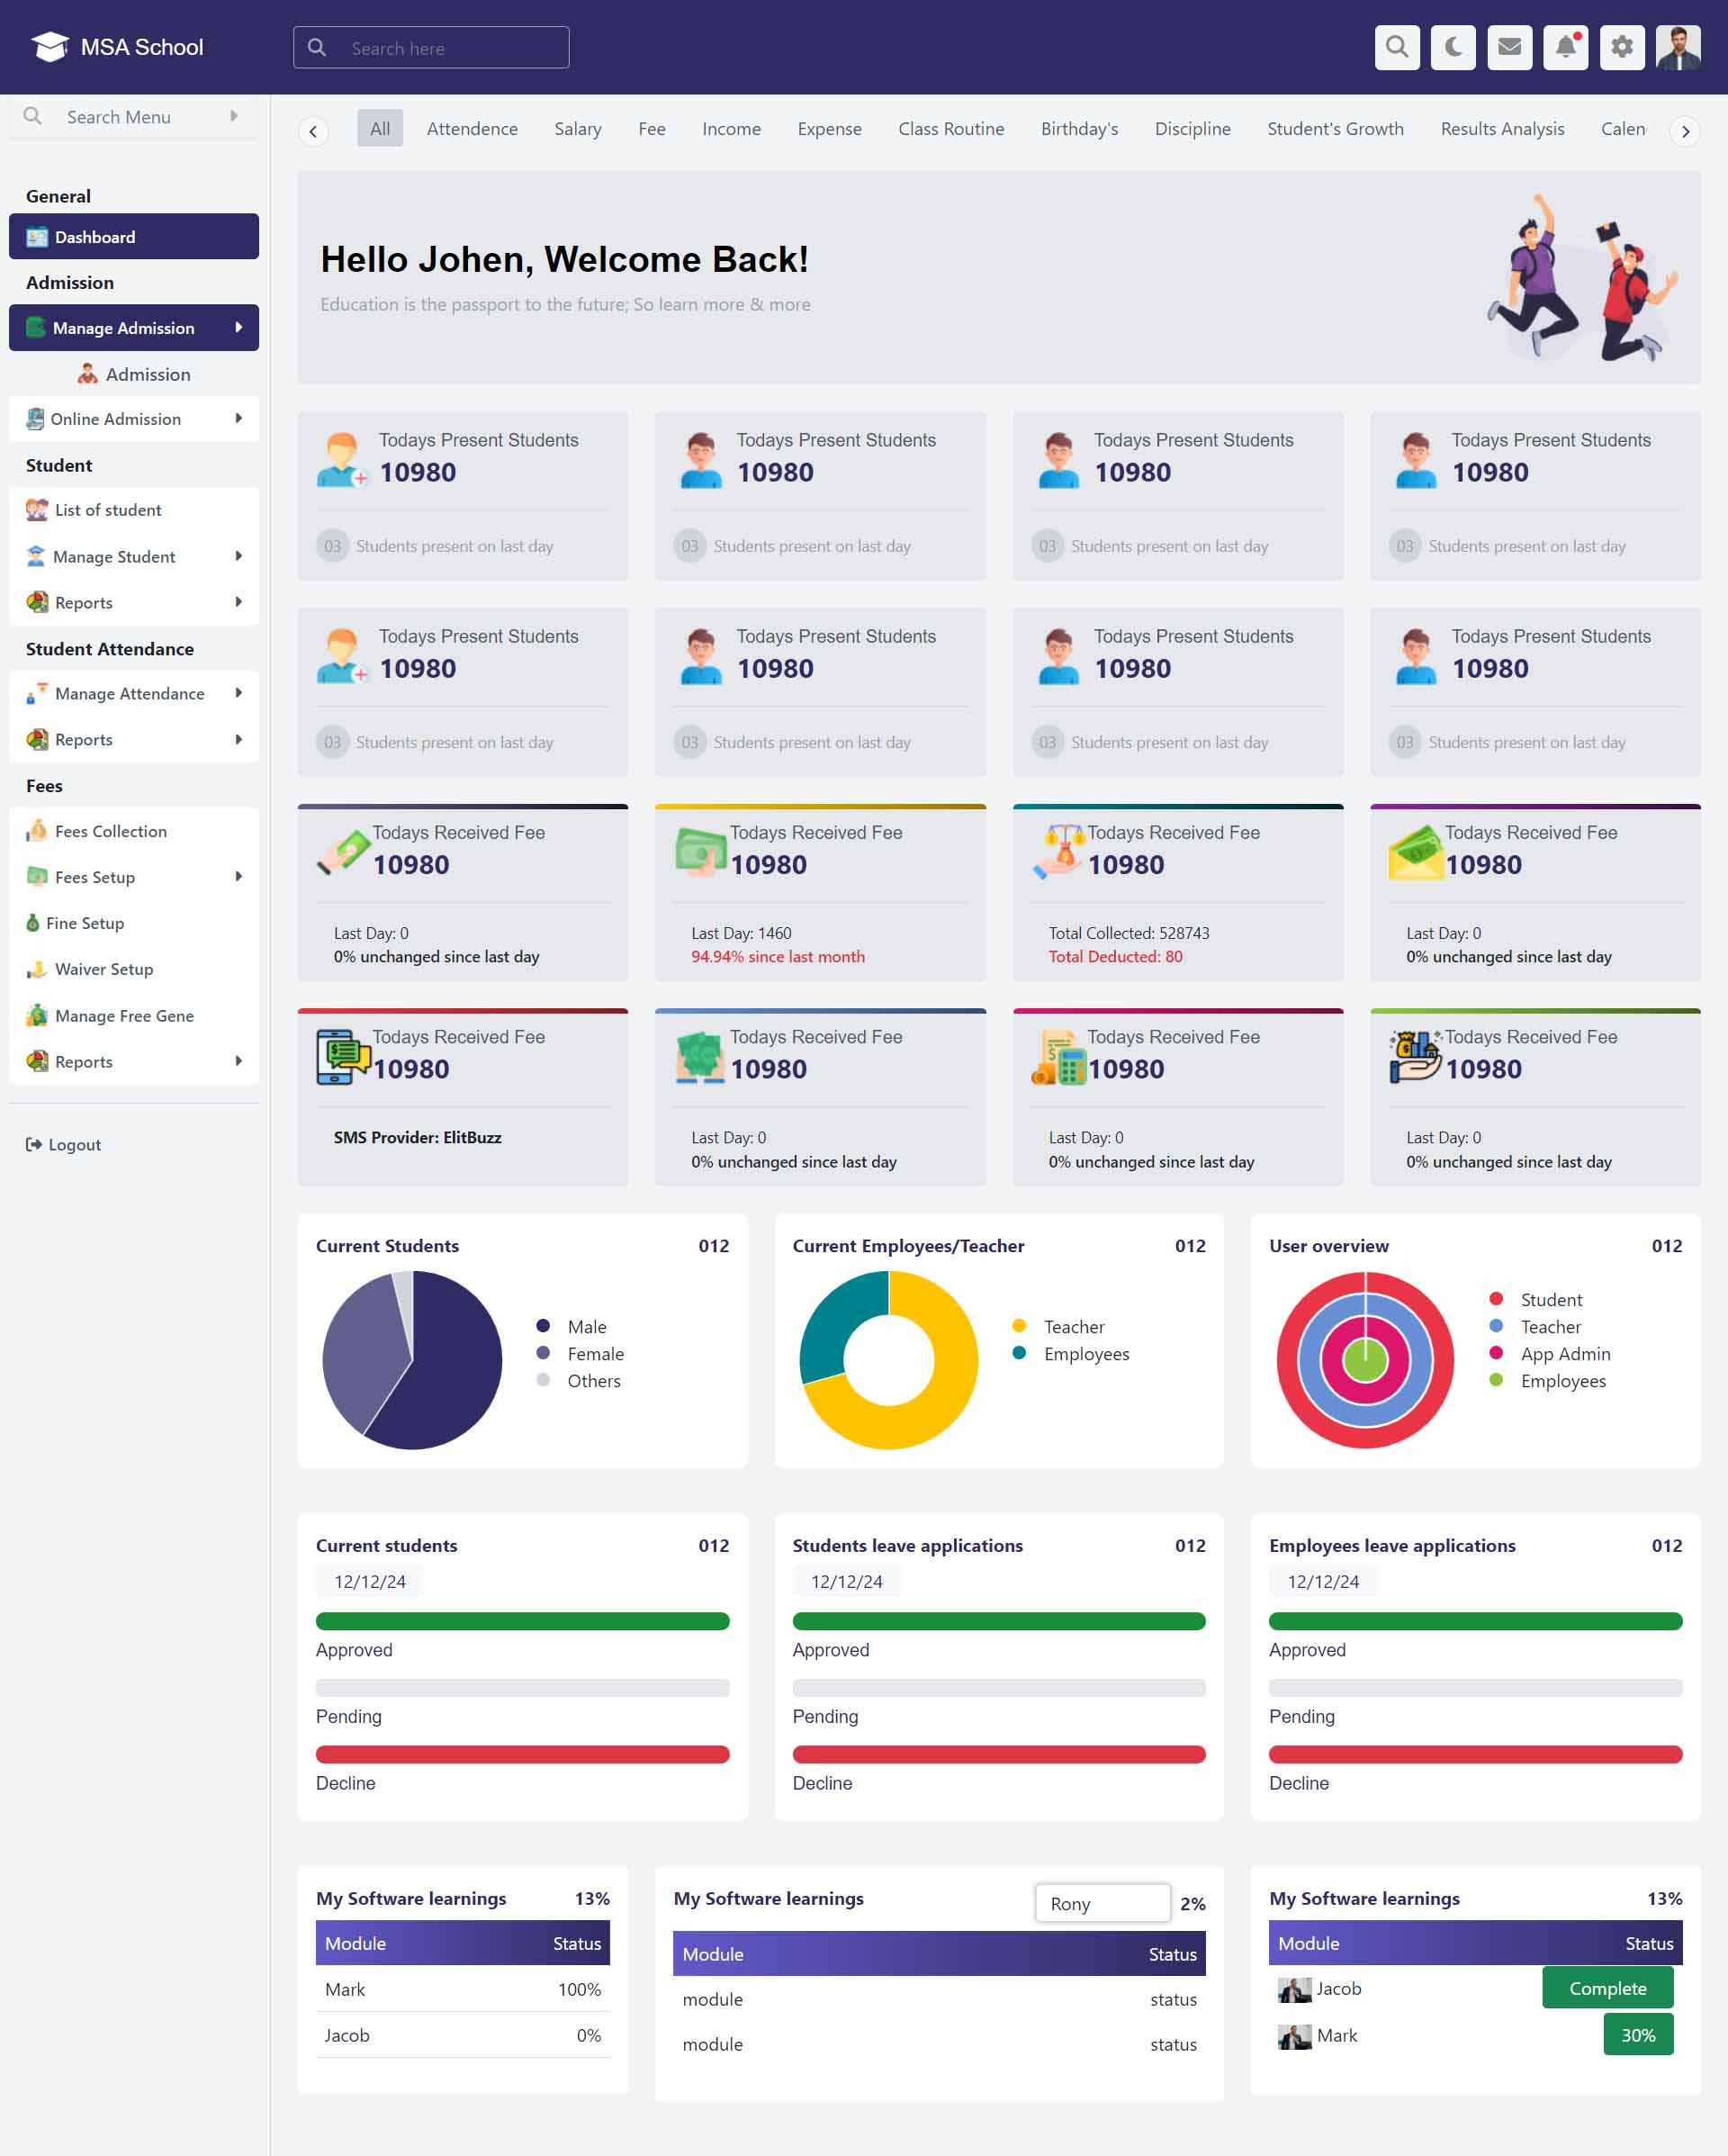 MSA School
Search here
Search Menu
General
Dashboard
Admission
Manage Admission
Admission
Online Admission
Student
List of student
Manage Student
Reports
Student Attendance
Manage Attendance
Reports
Fees
Fees Collection
Fees Setup
Fine Setup
Waiver Setup
Manage Free Gene
Reports
Logout
All Attendence Salary Fee Income Expense Class Routine Birthday's Discipline Student's Growth Results Analysis Calen
Hello Johen, Welcome Back!
Education is the passport to the future; So learn more & more
Todays Present Students
10980
03 Students present on last day
Todays Present Students
10980
03 Students present on last day
Todays Present Students
10980
03 Students present on last day
Todays Present Students
10980
03 Students present on last day
Todays Present Students
10980
03 Students present on last day
Todays Present Students
10980
03 Students present on last day
Todays Present Students
10980
03 Students present on last day
Todays Present Students
10980
03 Students present on last day
Todays Received Fee
10980
Last Day: 0
0% unchanged since last day
Todays Received Fee
10980
Last Day: 1460
94.94% since last month
Todays Received Fee
10980
Total Collected: 528743
Total Deducted: 80
Todays Received Fee
10980
Last Day: 0
0% unchanged since last day
Todays Received Fee
10980
SMS Provider: ElitBuzz
Todays Received Fee
10980
Last Day: 0
0% unchanged since last day
Todays Received Fee
10980
Last Day: 0
0% unchanged since last day
Todays Received Fee
10980
Last Day: 0
0% unchanged since last day
Current Students 012
Male
Female
Others
Current Employees/Teacher 012
Teacher
Employees
User overview 012
Student
Teacher
App Admin
Employees
Current students 012
12/12/24
Approved
Pending
Decline
Students leave applications 012
12/12/24
Approved
Pending
Decline
Employees leave applications 012
12/12/24
Approved
Pending
Decline
My Software learnings 13%
Module Status
Mark 100%
Jacob 0%
My Software learnings Rony 2%
Module Status
module status
module status
My Software learnings 13%
Module Status
Jacob Complete
Mark 30%